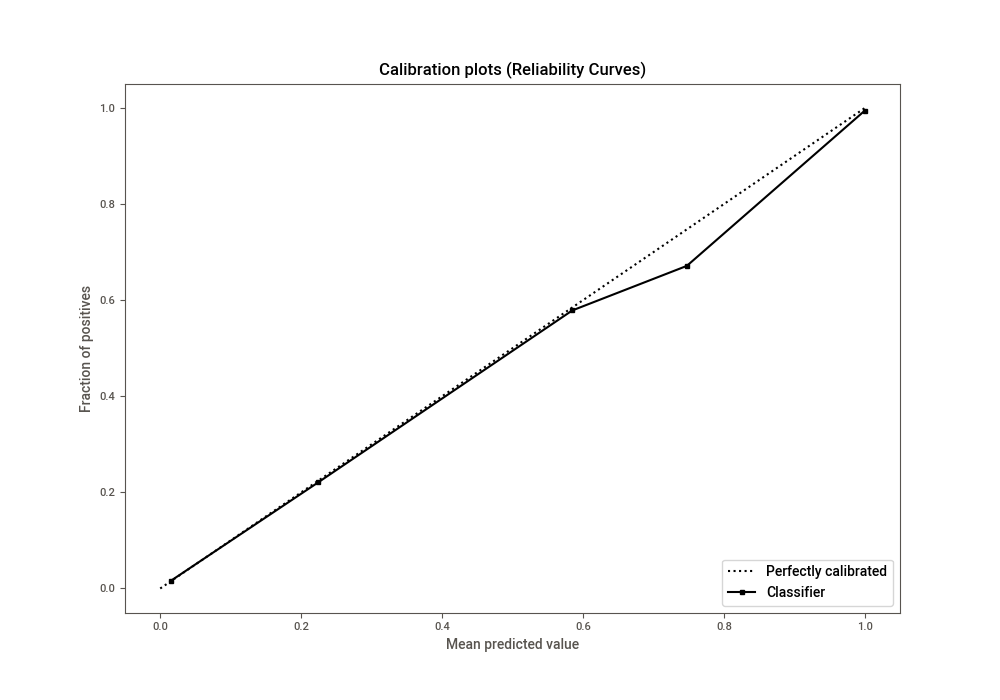 Calibration plots (Reliability Curves)
1.0
0.8
0.6
0.4
0.2
0.0
Fraction of positives
0.0 0.2 0.4 0.6 0.8 1.0
Mean predicted value
Perfectly calibrated
Classifier